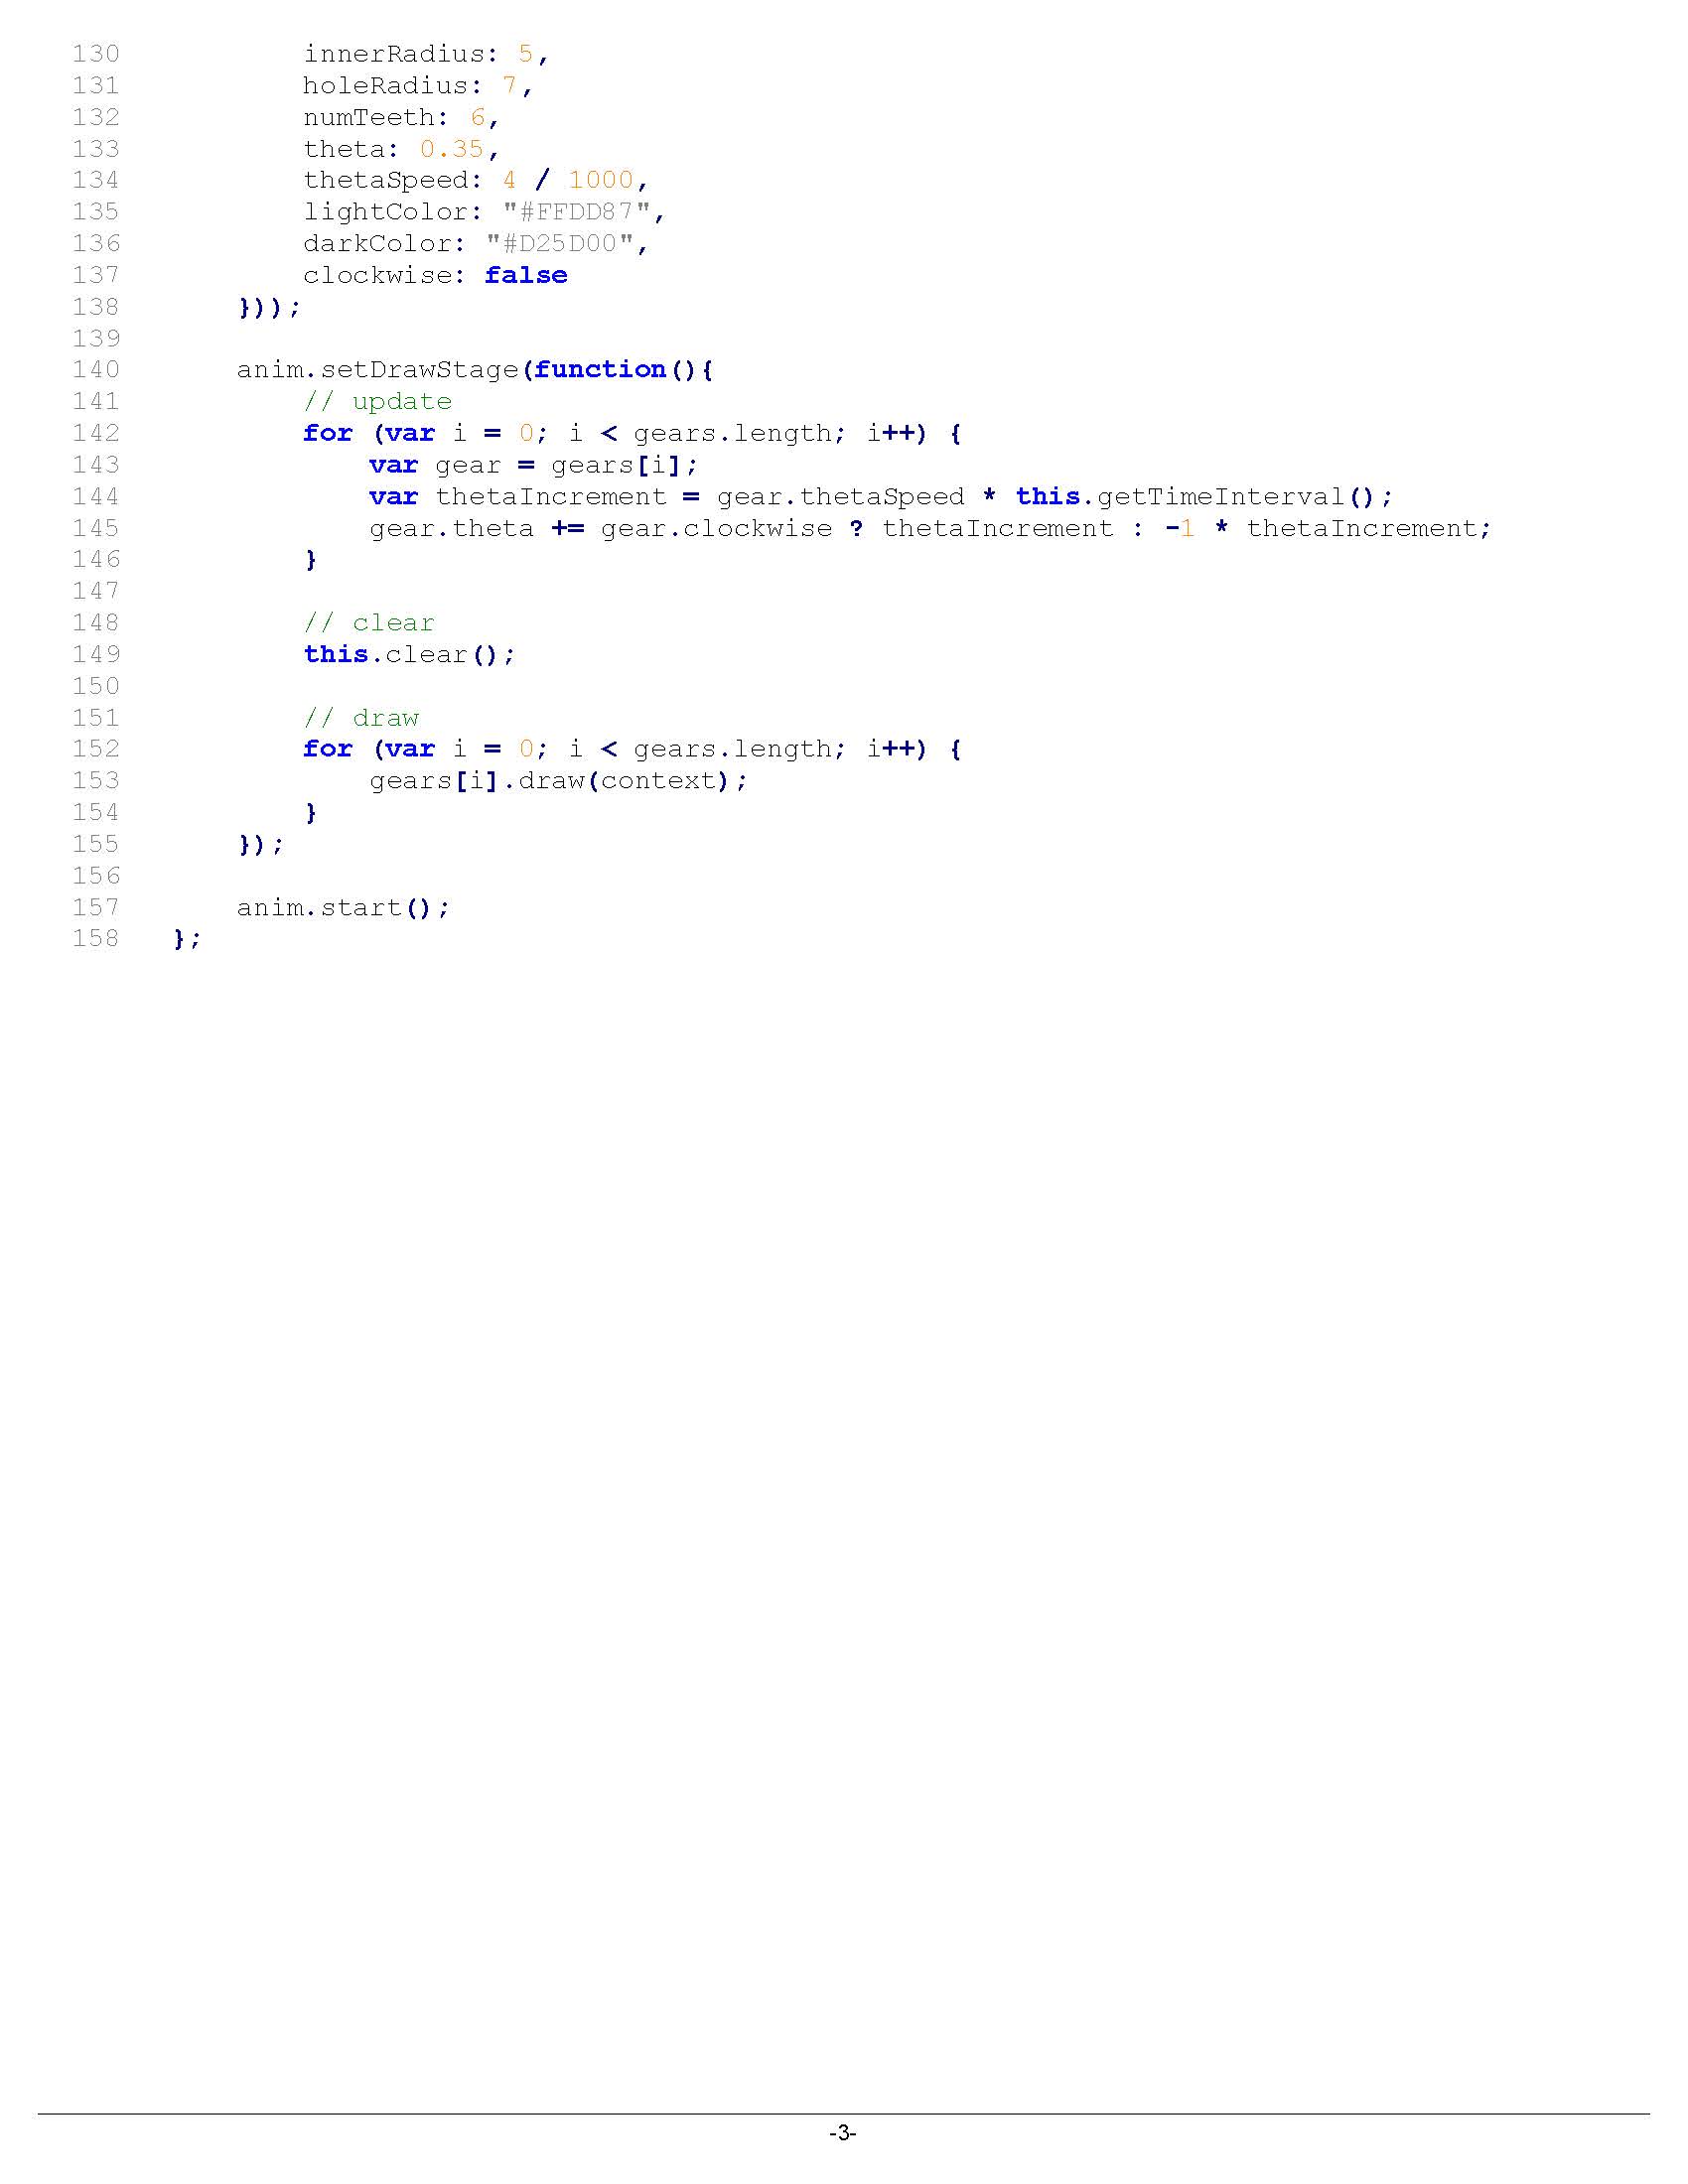 130 innerRadius: 5,
131 holeRadius: 7,
132 numTeeth: 6,
133 theta: 0.35,
134 thetaSpeed: 4 / 1000,
135 lightColor: "#FFDD87",
136 darkColor: "#D25D00",
137 clockwise: false
138 }));
139
140 anim.setDrawStage(function(){
141 // update
142 for (var i = 0; i < gears.length; i++) {
143 var gear = gears[i];
144 var thetaIncrement = gear.thetaSpeed * this.getTimeInterval();
145 gear.theta += gear.clockwise ? thetaIncrement : -1 * thetaIncrement;
146 }
147
148 // clear
149 this.clear();
150
151 // draw
152 for (var i = 0; i < gears.length; i++) {
153 gears[i].draw(context);
154 }
155 });
156
157 anim.start();
158 };
-3-